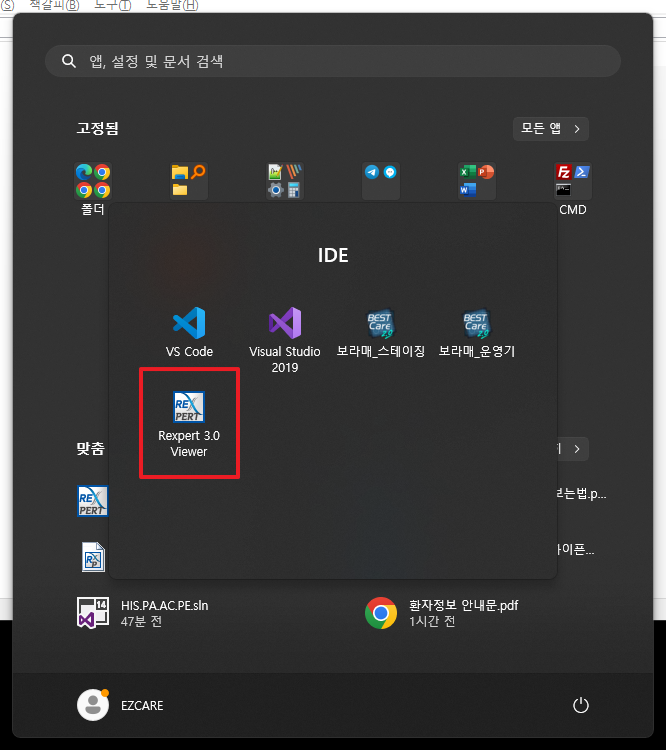 (S) 책갈피(B) 도구(T) 도움말(H)
앱, 설정 및 문서 검색
고정됨
모든 앱
폴더
CMD
IDE
VS Code
Visual Studio
2019
보라매_스테이징
보라매_운영기
Rexpert 3.0
Viewer
맞춤
보는법.p...
이폰...
HIS.PA.AC.PE.sln
47분 전
환자정보 안내문.pdf
1시간 전
EZCARE